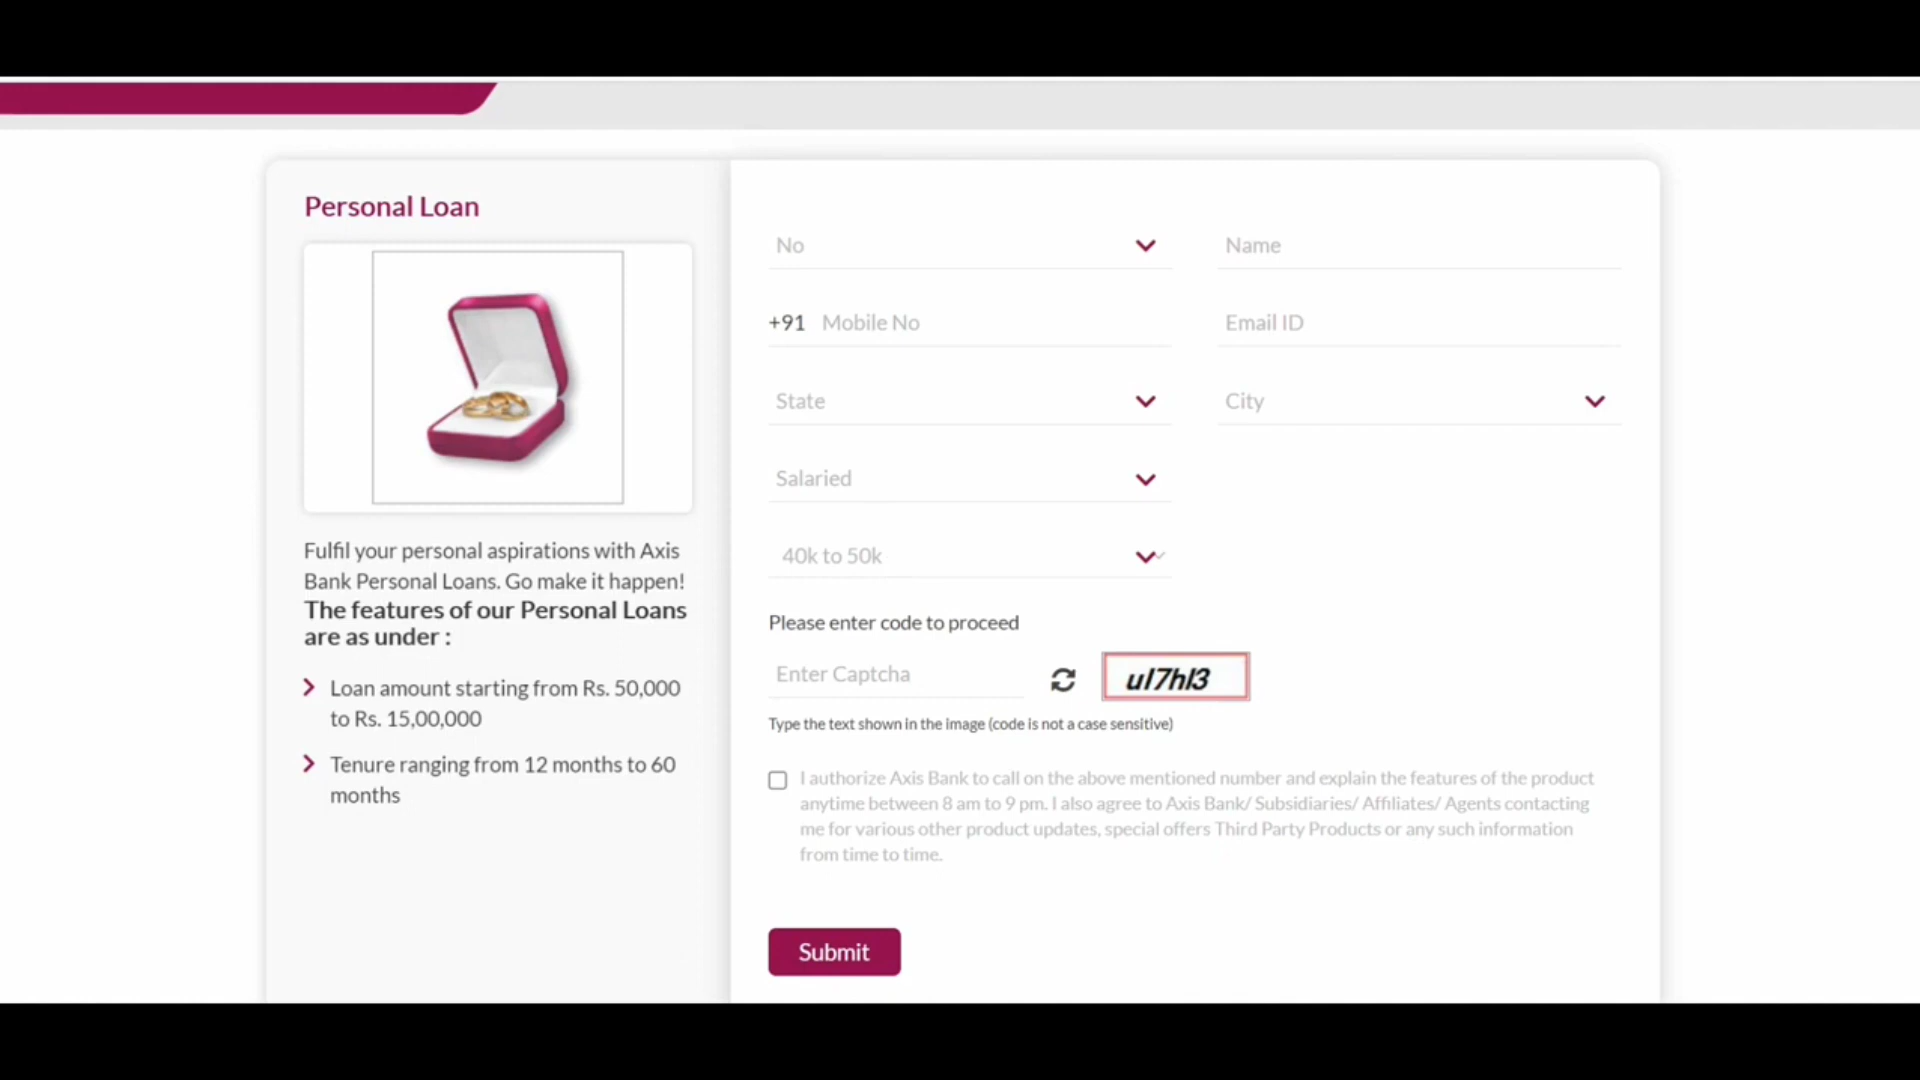 Personal Loan
Fulfil your personal aspirations with Axis
Bank Personal Loans. Go make it happen!
The features of our Personal Loans
are as under :
Loan amount starting from Rs. 50,000
to Rs. 15,00,000
Tenure ranging from 12 months to 60
months
No
Name
+91 Mobile No
Email ID
State
City
Salaried
40k to 50k
Please enter code to proceed
Enter Captcha
ul7hl3
Type the text shown in the image (code is not a case sensitive)
I authorize Axis Bank to call on the above mentioned number and explain the features of the product
anytime between 8 am to 9 pm. I also agree to Axis Bank/ Subsidiaries/ Affiliates/ Agents contacting
me for various other product updates, special offers Third Party Products or any such information
from time to time.
Submit